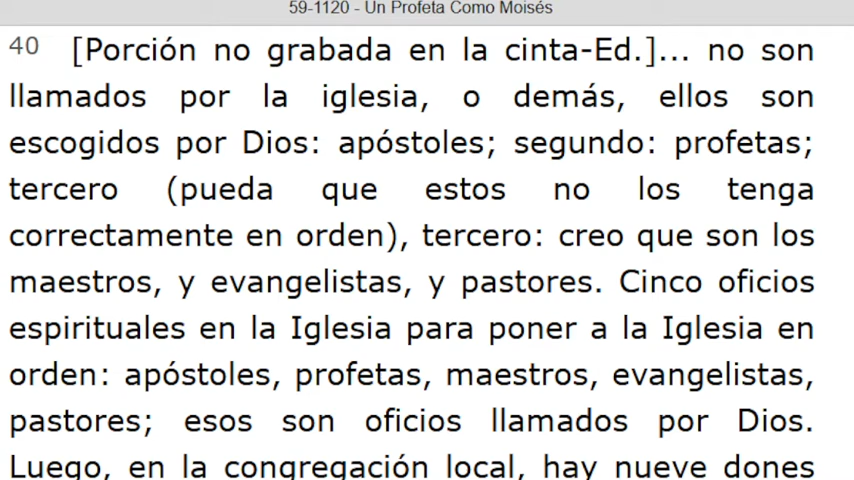 59-1120 - Un Profeta Como Moisés
40 [Porción no grabada en la cinta-Ed.]... no son
llamados por la iglesia, o demás, ellos son
escogidos por Dios: apóstoles; segundo: profetas;
tercero (pueda que estos no los tenga
correctamente en orden), tercero: creo que son los
maestros, y evangelistas, y pastores. Cinco oficios
espirituales en la Iglesia para poner a la Iglesia en
orden: apóstoles, profetas, maestros, evangelistas,
pastores; esos son oficios llamados por Dios.
Luego, en la congregación local, hay nueve dones